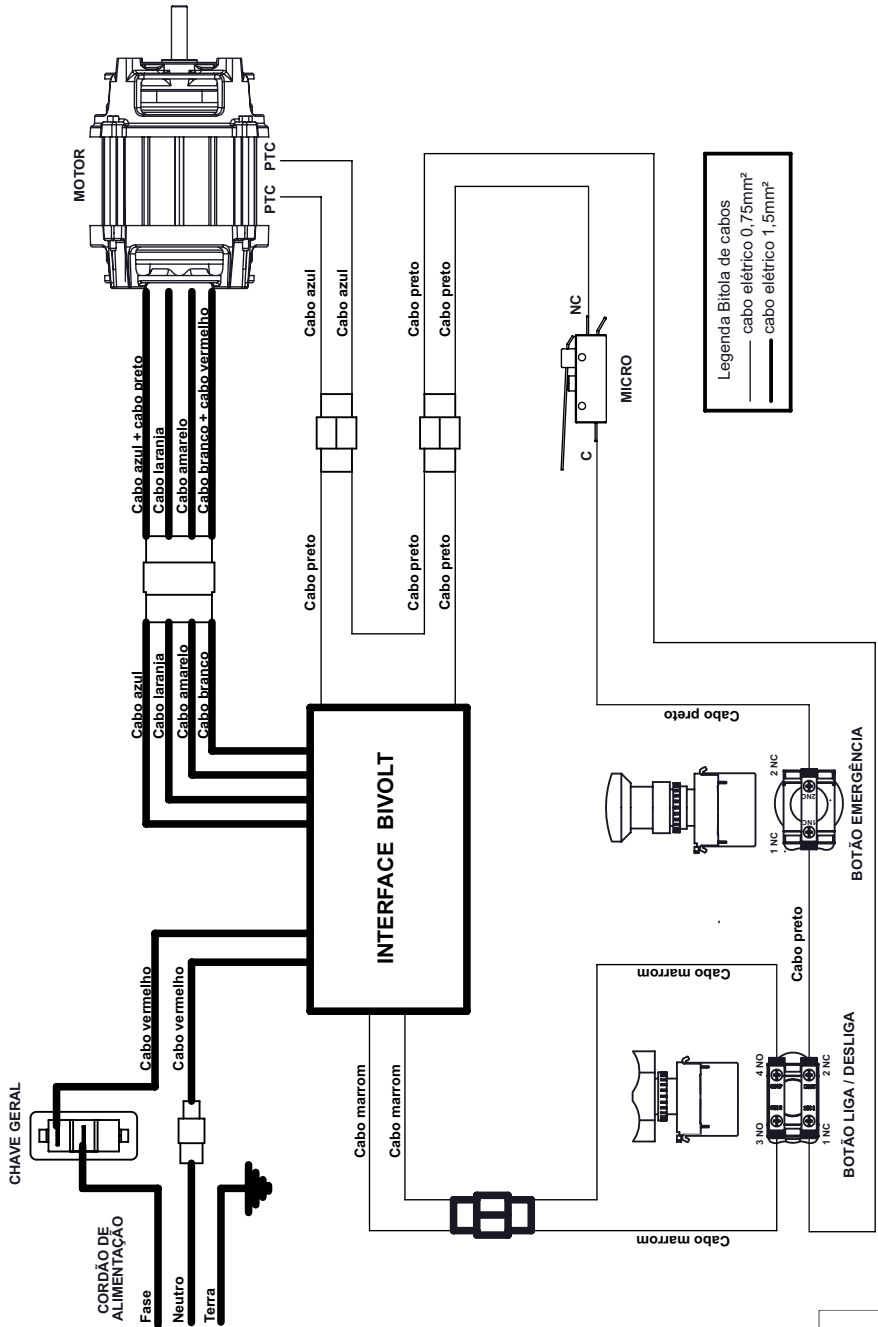 CHAVE GERAL
CORDÃO DE
ALIMENTAÇÃO
Fase
Neutro
Terra
Cabo vermelho
Cabo vermelho
Cabo azul
Cabo laranja
Cabo amarelo
Cabo branco
Cabo azul + cabo preto
Cabo laranja
Cabo amarelo
Cabo branco + cabo vermelho
MOTOR
PTC
PTC
INTERFACE BIVOLT
Cabo preto
Cabo azul
Cabo azul
Cabo preto
Cabo preto
Cabo preto
Cabo preto
Cabo marrom
Cabo marrom
Cabo marrom
Cabo marrom
C
NC
MICRO
Cabo preto
Cabo preto
3 NO
4 NO
1 NC
2 NC
BOTÃO LIGA / DESLIGA
1 NC
2 NC
1NC
2NC
BOTÃO EMERGÊNCIA
Legenda Bitola de cabos
cabo elétrico 0,75mm²
cabo elétrico 1,5mm²